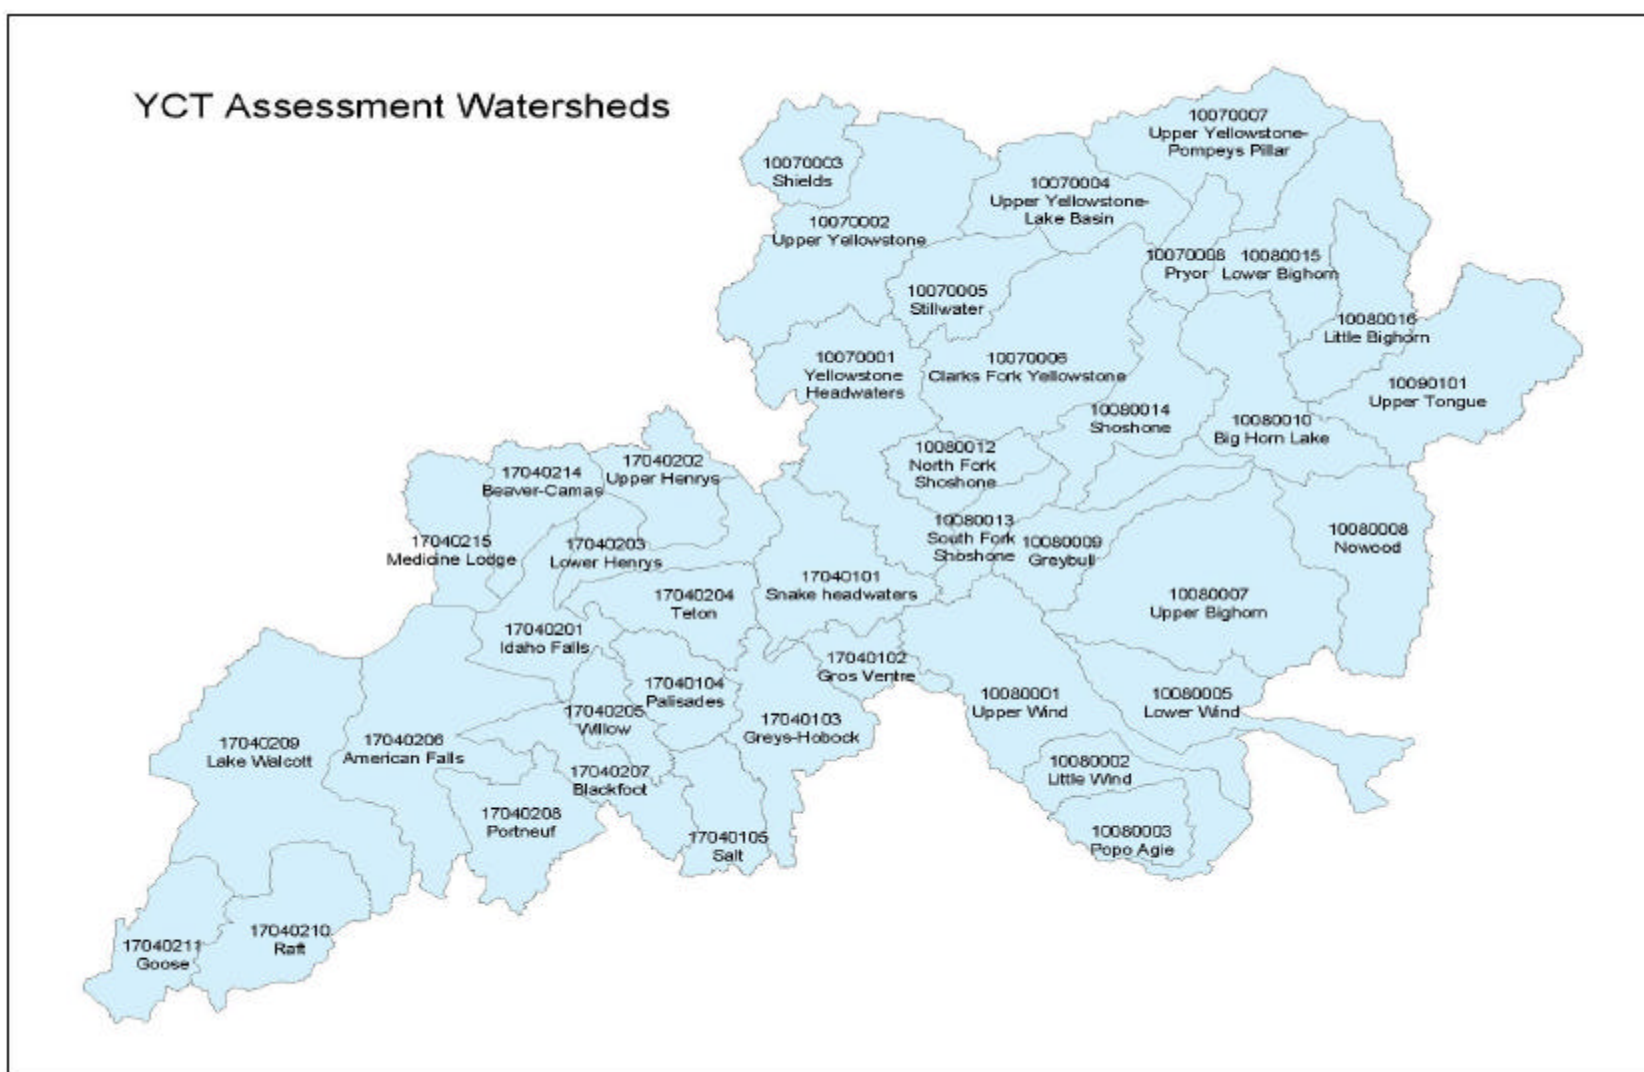 YCT Assessment Watersheds
10070007
Upper Yellowstone-
Pompeys Pillar
10070003
Shields
10070004
Upper Yellowstone-
Lake Basin
10070002
Upper Yellowstone
10070008
Pryor
10080015
Lower Bighorn
10070005
Stillwater
10080016
Little Bighorn
10070001
Yellowstone
Headwaters
10070006
Clarks Fork Yellowstone
10090101
Upper Tongue
10080014
Shoshone
10080010
Big Horn Lake
10080012
North Fork
Shoshone
17040202
Upper Henrys
17040214
Beaver-Camas
10080013
South Fork
Shoshone
10080009
Greybull
10080008
Nowood
17040215
Medicine Lodge
17040203
Lower Henrys
17040101
Snake headwaters
17040204
Teton
10080007
Upper Bighorn
17040201
Idaho Falls
17040102
Gros Ventre
17040104
Palisades
10080001
Upper Wind
10080005
Lower Wind
17040205
Willow
17040103
Greys-Hobock
17040209
Lake Walcott
17040206
American Falls
10080002
Little Wind
17040207
Blackfoot
17040208
Portneuf
17040105
Salt
10080003
Popo Agie
17040210
Raft
17040211
Goose